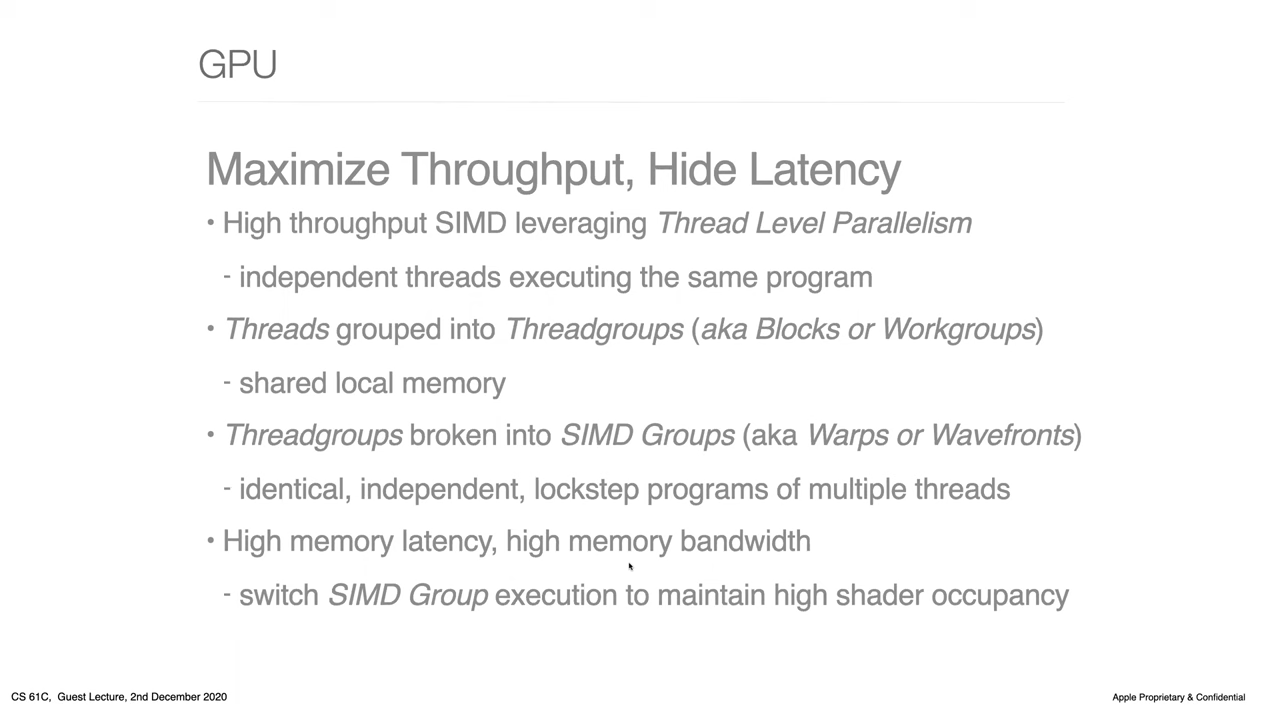 GPU
Maximize Throughput, Hide Latency
• High throughput SIMD leveraging Thread Level Parallelism
- independent threads executing the same program
• Threads grouped into Threadgroups (aka Blocks or Workgroups)
- shared local memory
• Threadgroups broken into SIMD Groups (aka Warps or Wavefronts)
- identical, independent, lockstep programs of multiple threads
• High memory latency, high memory bandwidth
- switch SIMD Group execution to maintain high shader occupancy
CS 61C,  Guest Lecture, 2nd December 2020
Apple Proprietary & Confidential